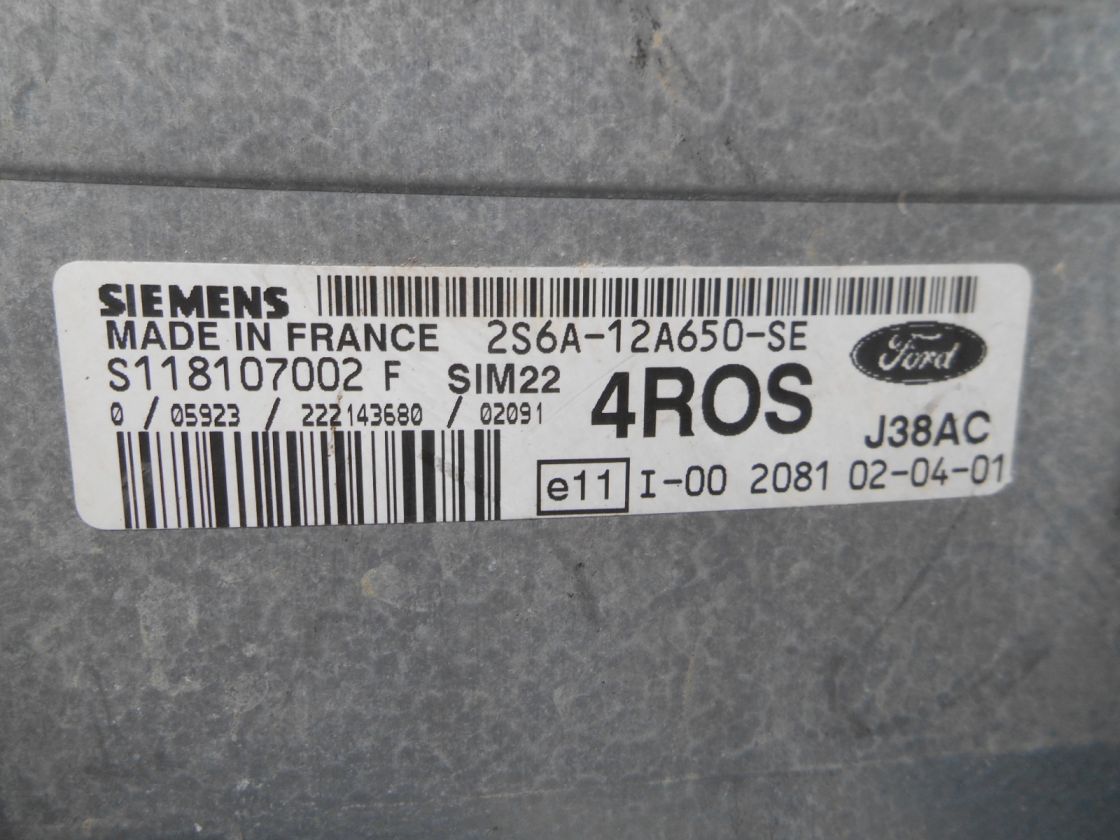 SIEMENS
MADE IN FRANCE 2S6A-12A650-SE
S118107002 F SIM22 4ROS Ford
0 / 05923 / 222143680 / 02091
J38AC
e11 I-00 2081 02-04-01